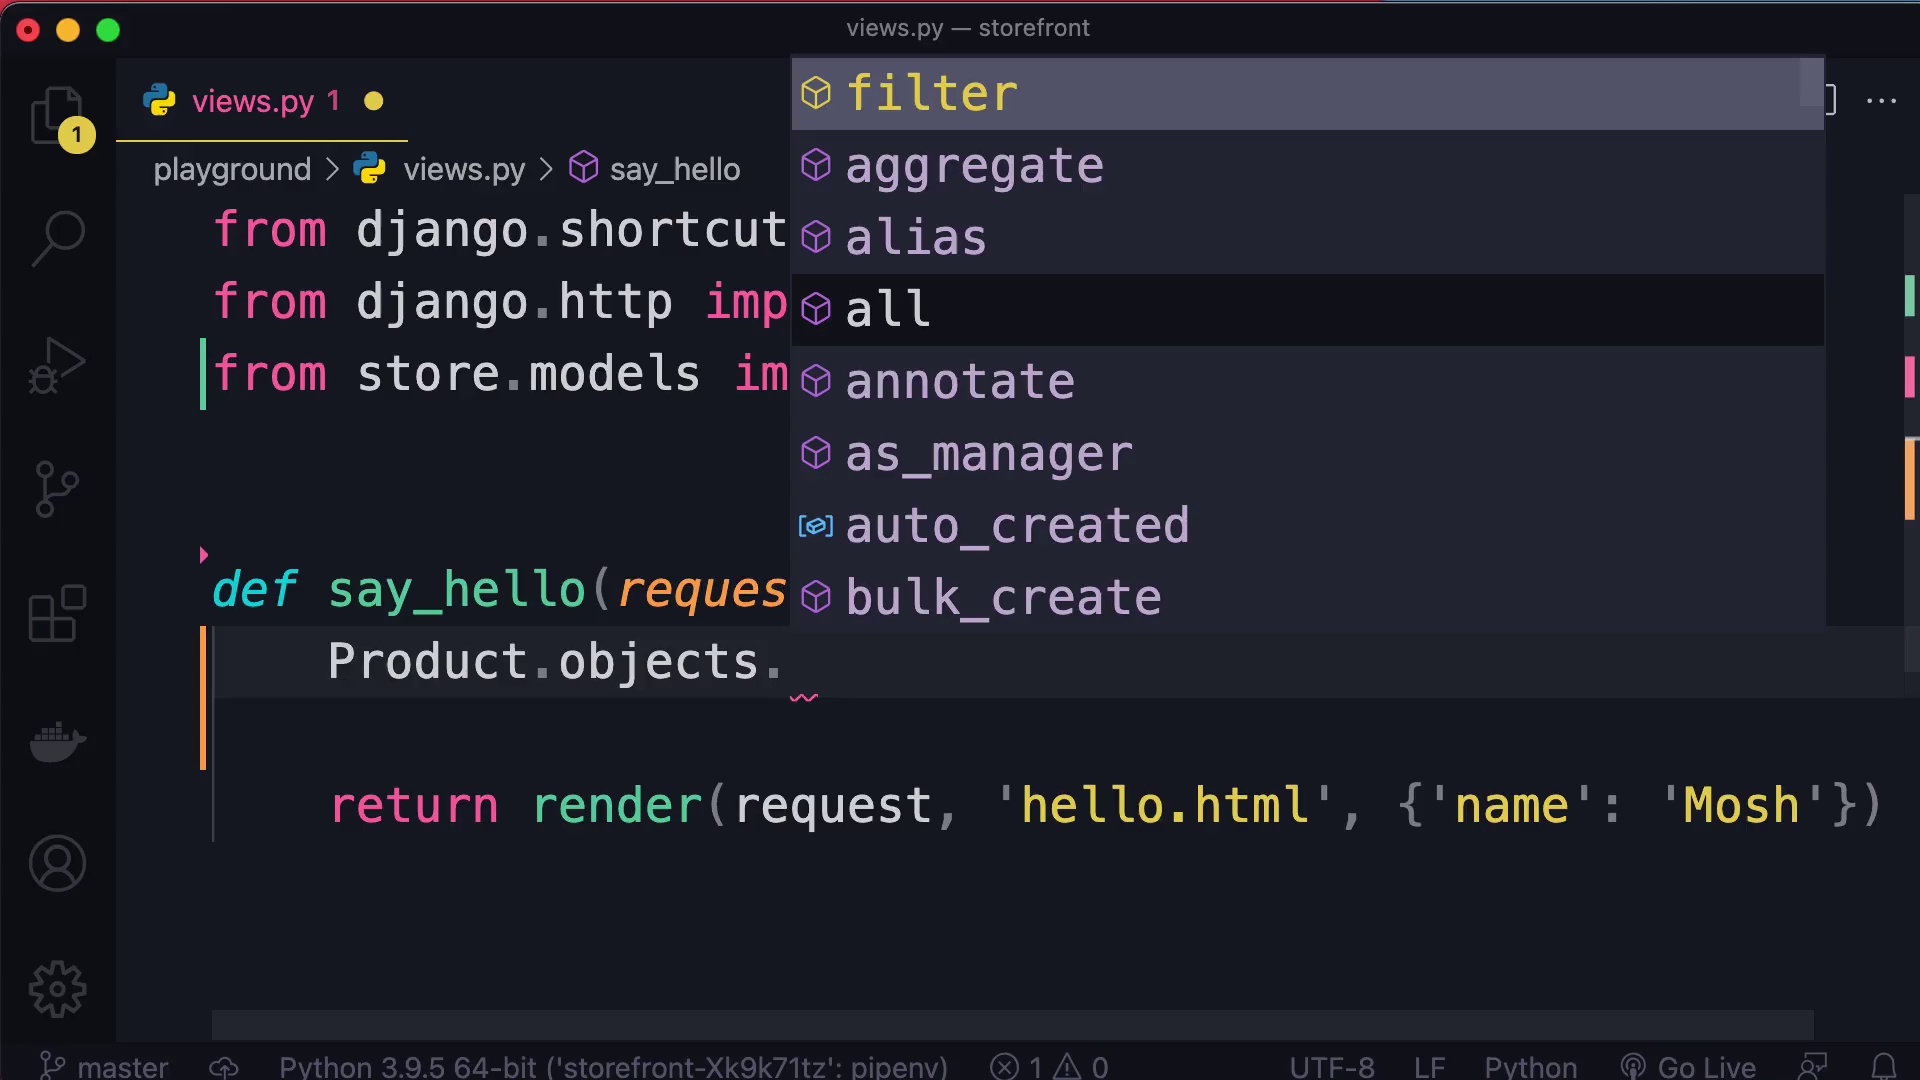 views.py — storefront
views.py 1
1
playground > views.py > say_hello
from django.shortcut
from django.http imp
from store.models im
filter
aggregate
alias
all
annotate
as_manager
auto_created
bulk_create
def say_hello(reques
Product.objects.
return render(request, 'hello.html', {'name': 'Mosh'})
master Python 3.9.5 64-bit ('storefront-Xk9k71tz': pipenv) 1 0 UTF-8 LF Python Go Live